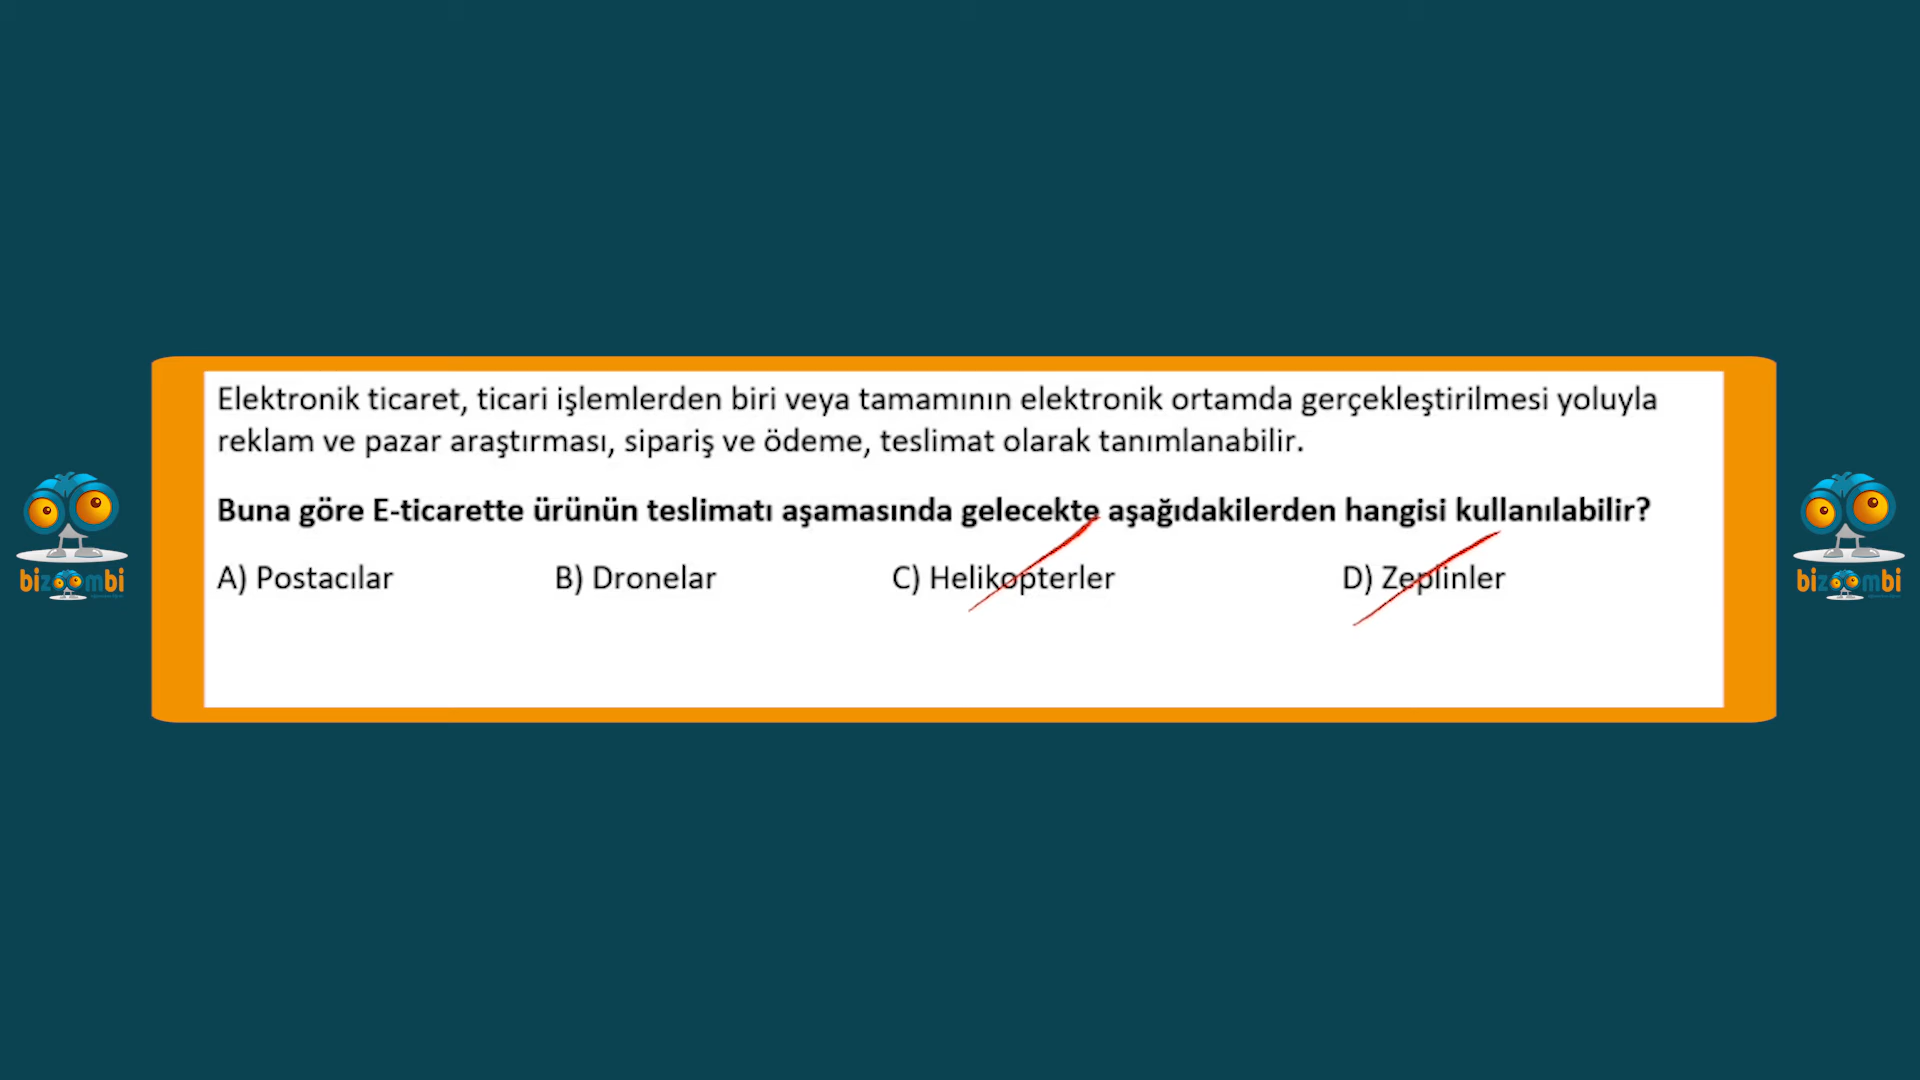 Elektronik ticaret, ticari işlemlerden biri veya tamamının elektronik ortamda gerçekleştirilmesi yoluyla
reklam ve pazar araştırması, sipariş ve ödeme, teslimat olarak tanımlanabilir.
Buna göre E-ticarette ürünün teslimatı aşamasında gelecekte aşağıdakilerden hangisi kullanılabilir?
A) Postacılar B) Dronelar C) Helikopterler D) Zeplinler
bizoombi
bizoombi